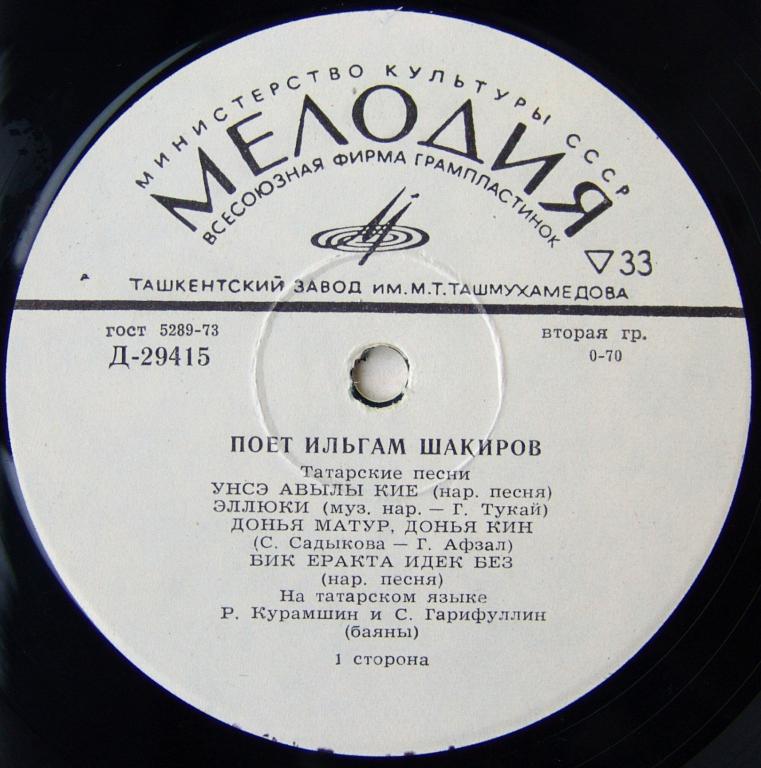 МИНИСТЕРСТВО КУЛЬТУРЫ СССР
МЕЛОДИЯ
ВСЕСОЮЗНАЯ ФИРМА ГРАМПЛАСТИНОК
33
ТАШКЕНТСКИЙ ЗАВОД ИМ. М.Т. ТАШМУХАМЕДОВА
гост 5289-73
вторая гр.
Д-29415
0-70
ПОЕТ ИЛЬГАМ ШАКИРОВ
Татарские песни
УНСЭ АВЫЛЫ КИЕ (нар. песня)
ЭЛЛЮКИ (муз. нар. — Г. Тукай)
ДОНЬЯ МАТУР, ДОНЬЯ КИН
(С. Садыкова — Г. Афзал)
БИК ЕРАКТА ИДЕК БЕЗ
(нар. песня)
На татарском языке
Р. Курамшин и С. Гарифуллин
(баяны)
1 сторона